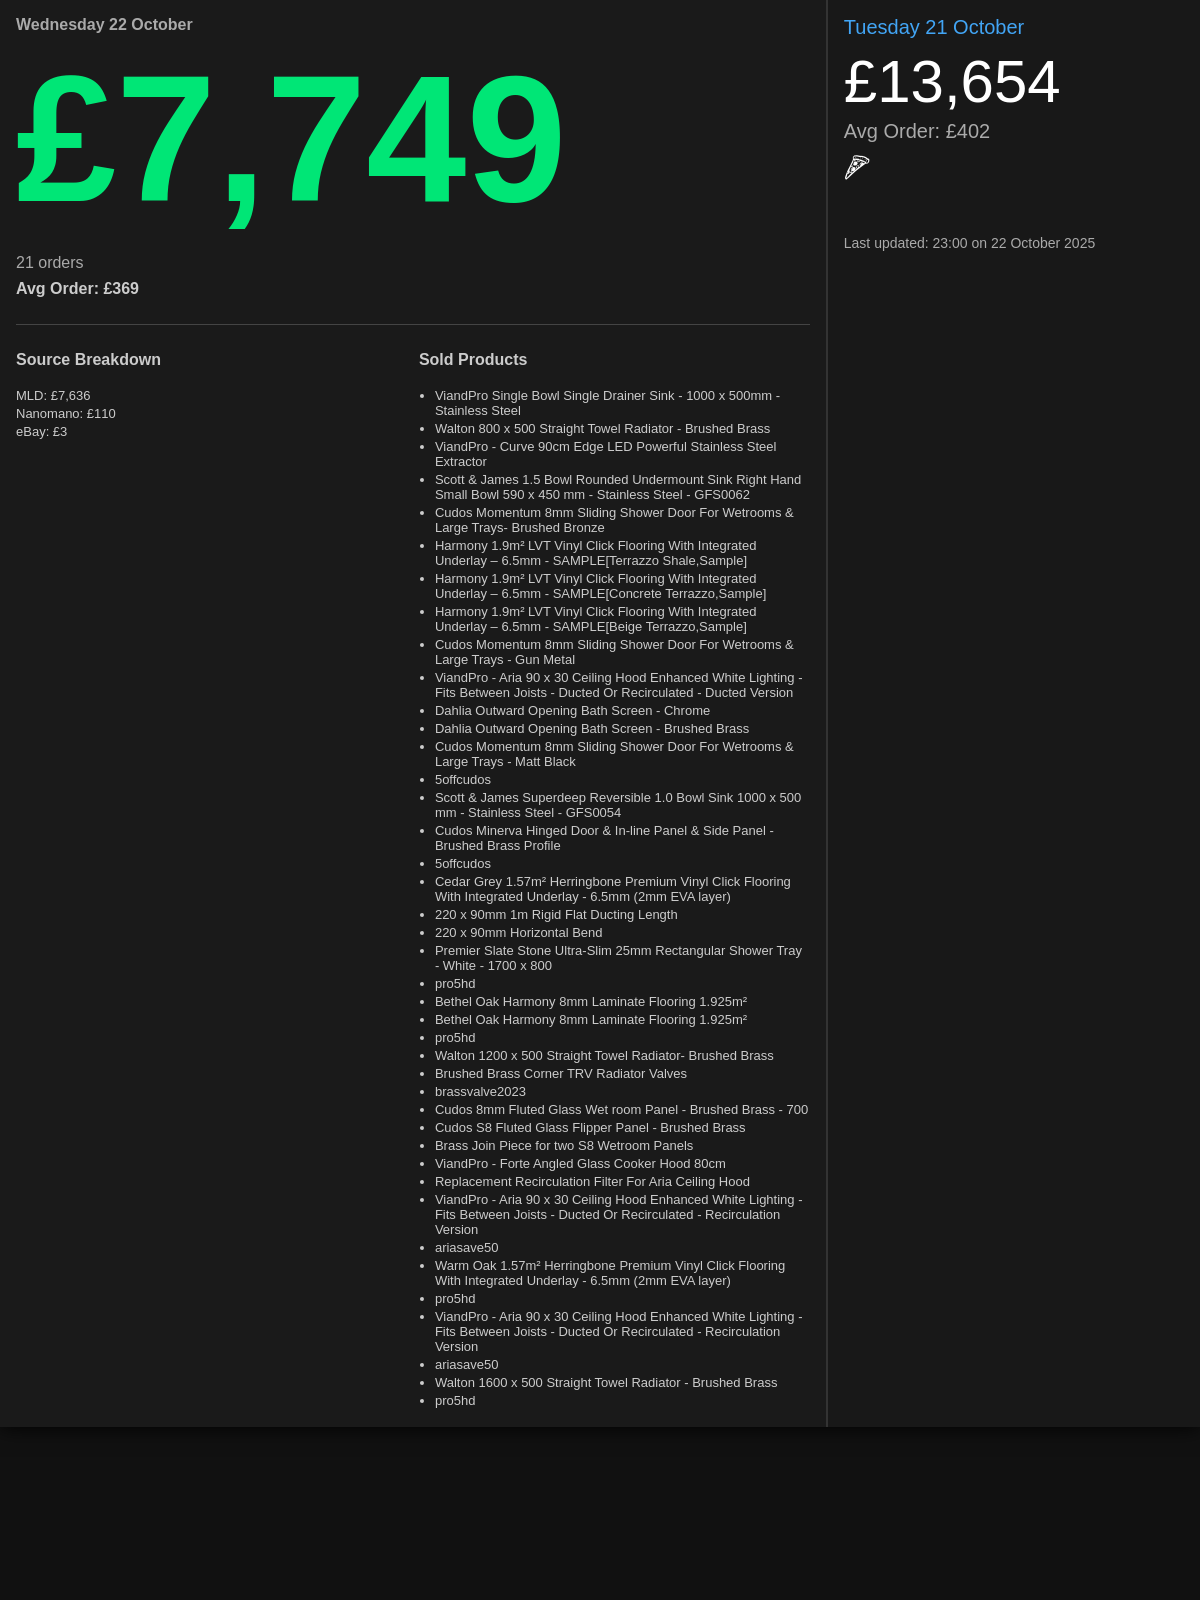 Wednesday 22 October
£7,749
21 orders
Avg Order: £369
Source Breakdown
MLD: £7,636
Nanomano: £110
eBay: £3
Sold Products
ViandPro Single Bowl Single Drainer Sink - 1000 x 500mm -
Stainless Steel
Walton 800 x 500 Straight Towel Radiator - Brushed Brass
ViandPro - Curve 90cm Edge LED Powerful Stainless Steel
Extractor
Scott & James 1.5 Bowl Rounded Undermount Sink Right Hand
Small Bowl 590 x 450 mm - Stainless Steel - GFS0062
Cudos Momentum 8mm Sliding Shower Door For Wetrooms &
Large Trays- Brushed Bronze
Harmony 1.9m² LVT Vinyl Click Flooring With Integrated
Underlay – 6.5mm - SAMPLE[Terrazzo Shale,Sample]
Harmony 1.9m² LVT Vinyl Click Flooring With Integrated
Underlay – 6.5mm - SAMPLE[Concrete Terrazzo,Sample]
Harmony 1.9m² LVT Vinyl Click Flooring With Integrated
Underlay – 6.5mm - SAMPLE[Beige Terrazzo,Sample]
Cudos Momentum 8mm Sliding Shower Door For Wetrooms &
Large Trays - Gun Metal
ViandPro - Aria 90 x 30 Ceiling Hood Enhanced White Lighting -
Fits Between Joists - Ducted Or Recirculated - Ducted Version
Dahlia Outward Opening Bath Screen - Chrome
Dahlia Outward Opening Bath Screen - Brushed Brass
Cudos Momentum 8mm Sliding Shower Door For Wetrooms &
Large Trays - Matt Black
5offcudos
Scott & James Superdeep Reversible 1.0 Bowl Sink 1000 x 500
mm - Stainless Steel - GFS0054
Cudos Minerva Hinged Door & In-line Panel & Side Panel -
Brushed Brass Profile
5offcudos
Cedar Grey 1.57m² Herringbone Premium Vinyl Click Flooring
With Integrated Underlay - 6.5mm (2mm EVA layer)
220 x 90mm 1m Rigid Flat Ducting Length
220 x 90mm Horizontal Bend
Premier Slate Stone Ultra-Slim 25mm Rectangular Shower Tray
- White - 1700 x 800
pro5hd
Bethel Oak Harmony 8mm Laminate Flooring 1.925m²
Bethel Oak Harmony 8mm Laminate Flooring 1.925m²
pro5hd
Walton 1200 x 500 Straight Towel Radiator- Brushed Brass
Brushed Brass Corner TRV Radiator Valves
brassvalve2023
Cudos 8mm Fluted Glass Wet room Panel - Brushed Brass - 700
Cudos S8 Fluted Glass Flipper Panel - Brushed Brass
Brass Join Piece for two S8 Wetroom Panels
ViandPro - Forte Angled Glass Cooker Hood 80cm
Replacement Recirculation Filter For Aria Ceiling Hood
ViandPro - Aria 90 x 30 Ceiling Hood Enhanced White Lighting -
Fits Between Joists - Ducted Or Recirculated - Recirculation
Version
ariasave50
Warm Oak 1.57m² Herringbone Premium Vinyl Click Flooring
With Integrated Underlay - 6.5mm (2mm EVA layer)
pro5hd
ViandPro - Aria 90 x 30 Ceiling Hood Enhanced White Lighting -
Fits Between Joists - Ducted Or Recirculated - Recirculation
Version
ariasave50
Walton 1600 x 500 Straight Towel Radiator - Brushed Brass
pro5hd
Tuesday 21 October
£13,654
Avg Order: £402
Last updated: 23:00 on 22 October 2025